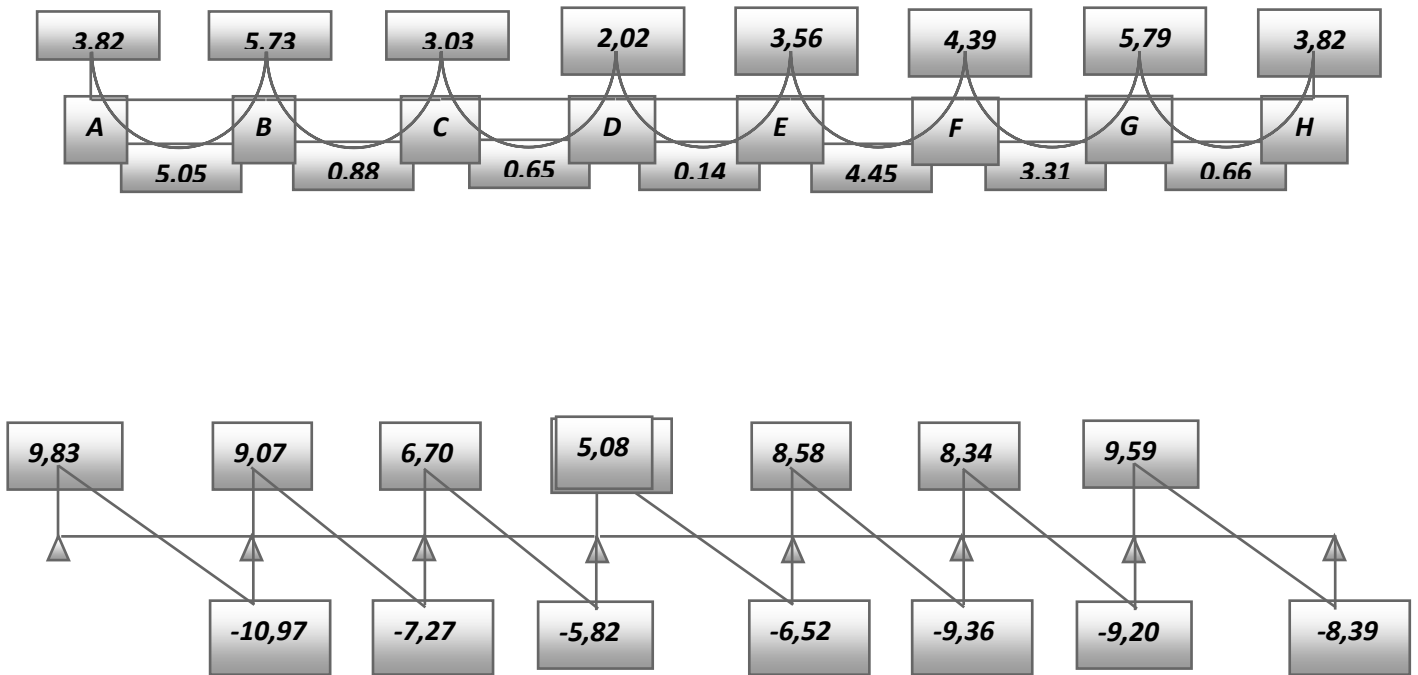 3.82 5.73 3.03 2,02 3,56 4,39 5,79 3,82
A B C D E F G H
5.05 0.88 0.65 0.14 4.45 3.31 0.66
9,83 9,07 6,70 5,08 8,58 8,34 9,59
-10,97 -7,27 -5,82 -6,52 -9,36 -9,20 -8,39